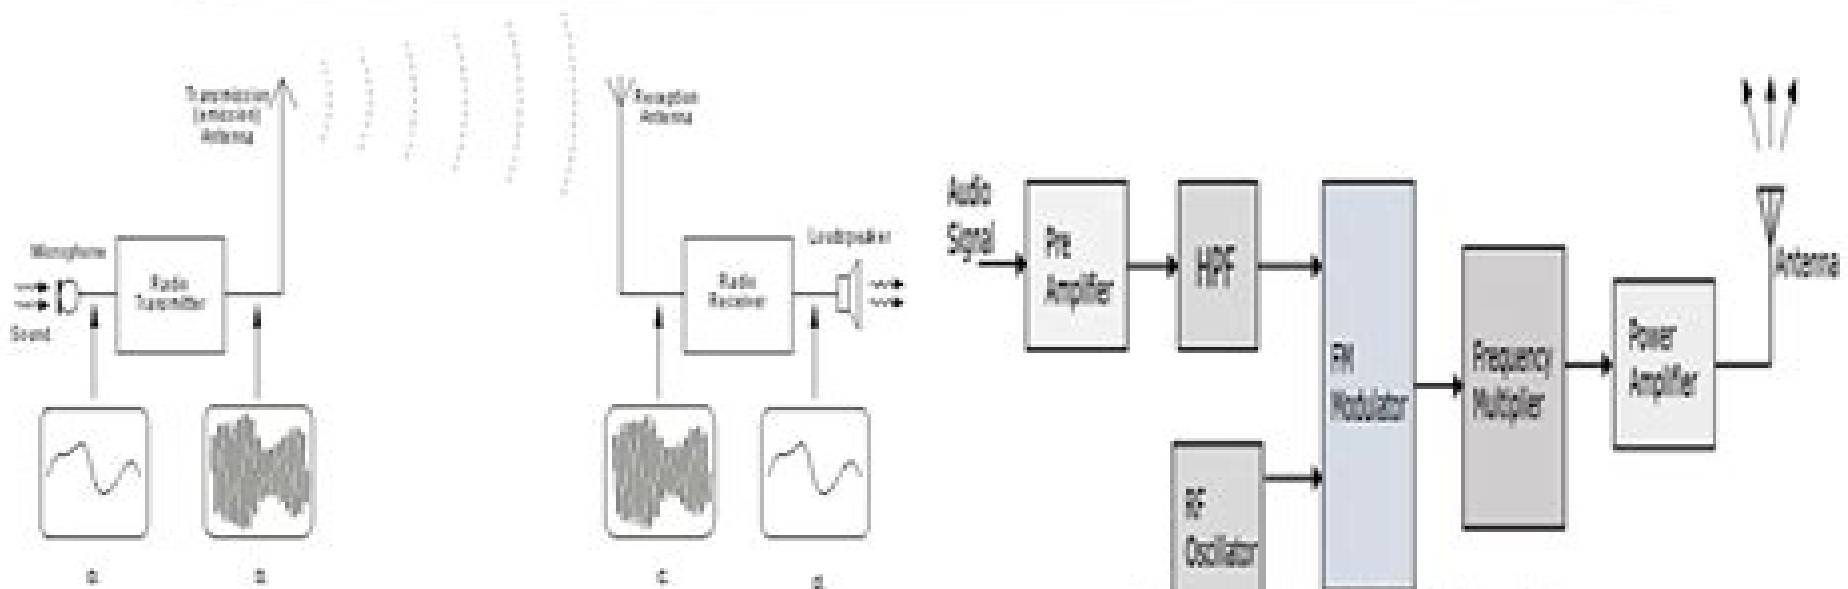 Transmission
(emission)
Antenna
Reception
Antenna
Microphone
Radio
Transmitter
Sound
Radio
Receiver
Loudspeaker
a
b
c
d
Audio
Signal
Pre
Amplifier
HPF
FM
Modulator
RF
Oscillator
Frequency
Multiplier
Power
Amplifier
Antenna